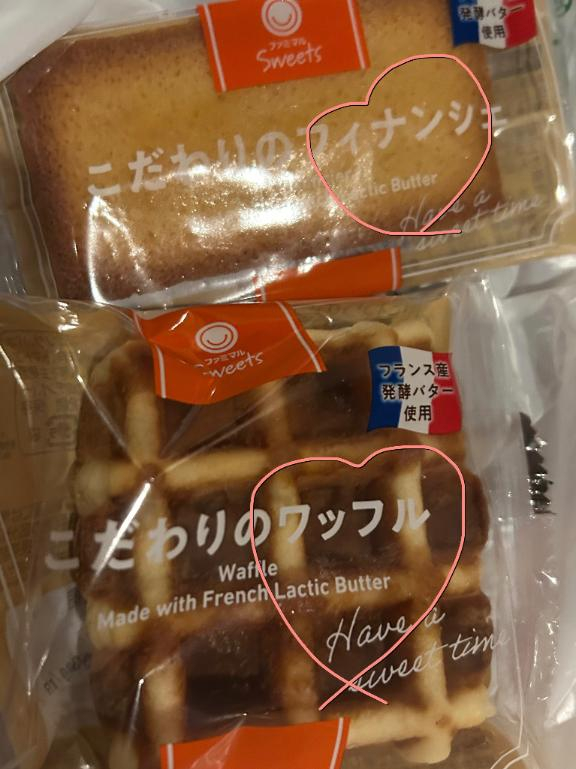 ファミマル
Sweets
発酵バター
使用
こだわりのフィナンシェ
Lactic Butter
Have a
sweet time
ファミマル
Sweets
フランス産
発酵バター
使用
こだわりのワッフル
Waffle
Made with French Lactic Butter
Have a
sweet time